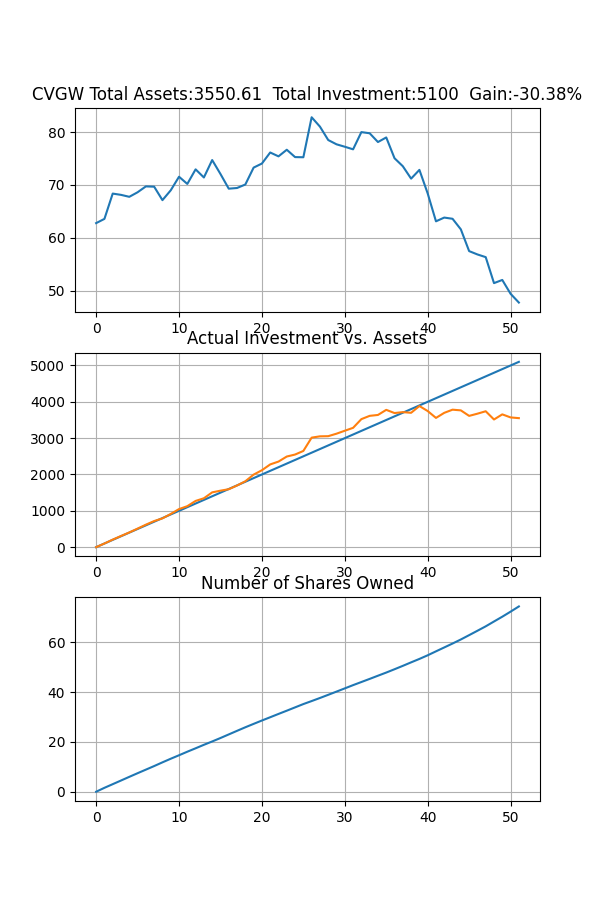 CVGW Total Assets:3550.61  Total Investment:5100  Gain:-30.38%
80
70
60
50
0 10 20 30 40 50
Actual Investment vs. Assets
5000
4000
3000
2000
1000
0
0 10 20 30 40 50
Number of Shares Owned
60
40
20
0
0 10 20 30 40 50